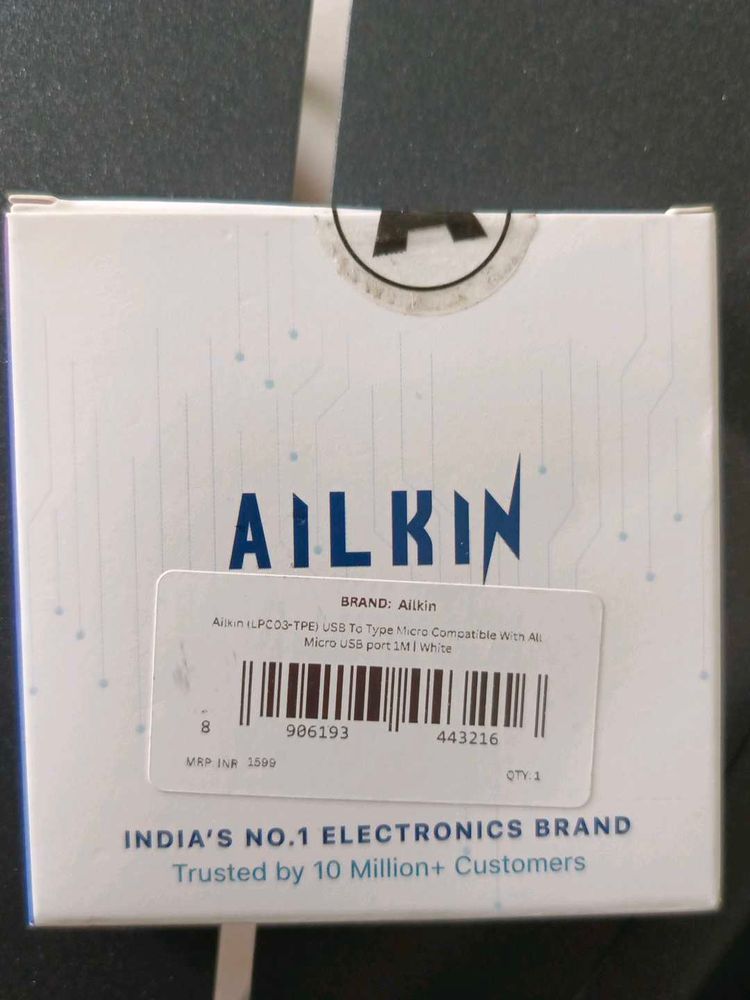 A
AILKIN
BRAND: Ailkin
Ailkin (LPC03-TPE) USB To Type Micro Compatible With All
Micro USB port 1M | White
8 906193 443216
MRP INR 1599
QTY: 1
INDIA'S NO.1 ELECTRONICS BRAND
Trusted by 10 Million+ Customers